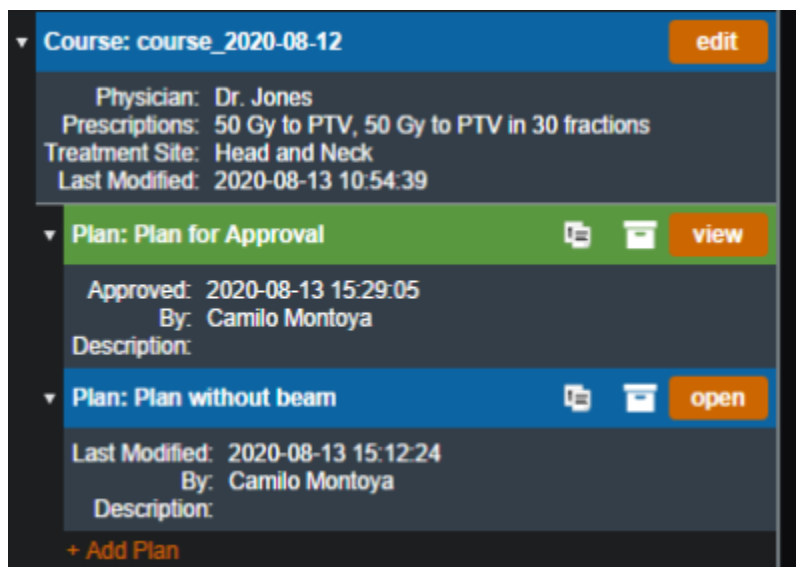 Course: course_2020-08-12 edit
Physician: Dr. Jones
Prescriptions: 50 Gy to PTV, 50 Gy to PTV in 30 fractions
Treatment Site: Head and Neck
Last Modified: 2020-08-13 10:54:39
Plan: Plan for Approval view
Approved: 2020-08-13 15:29:05
By: Camilo Montoya
Description:
Plan: Plan without beam open
Last Modified: 2020-08-13 15:12:24
By: Camilo Montoya
Description:
+ Add Plan